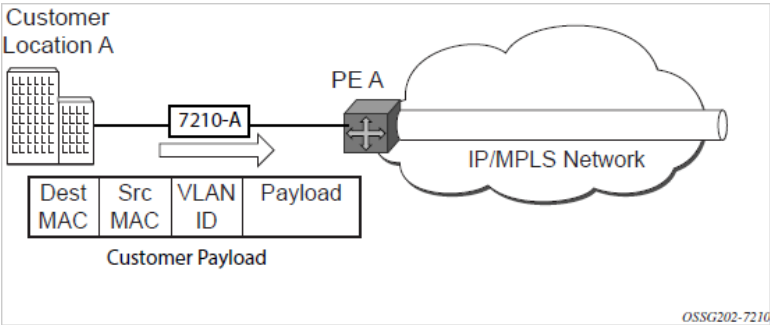 Customer
Location A
PE A
7210-A
IP/MPLS Network
Dest Src VLAN Payload
MAC MAC ID
Customer Payload
OSSG202-7210